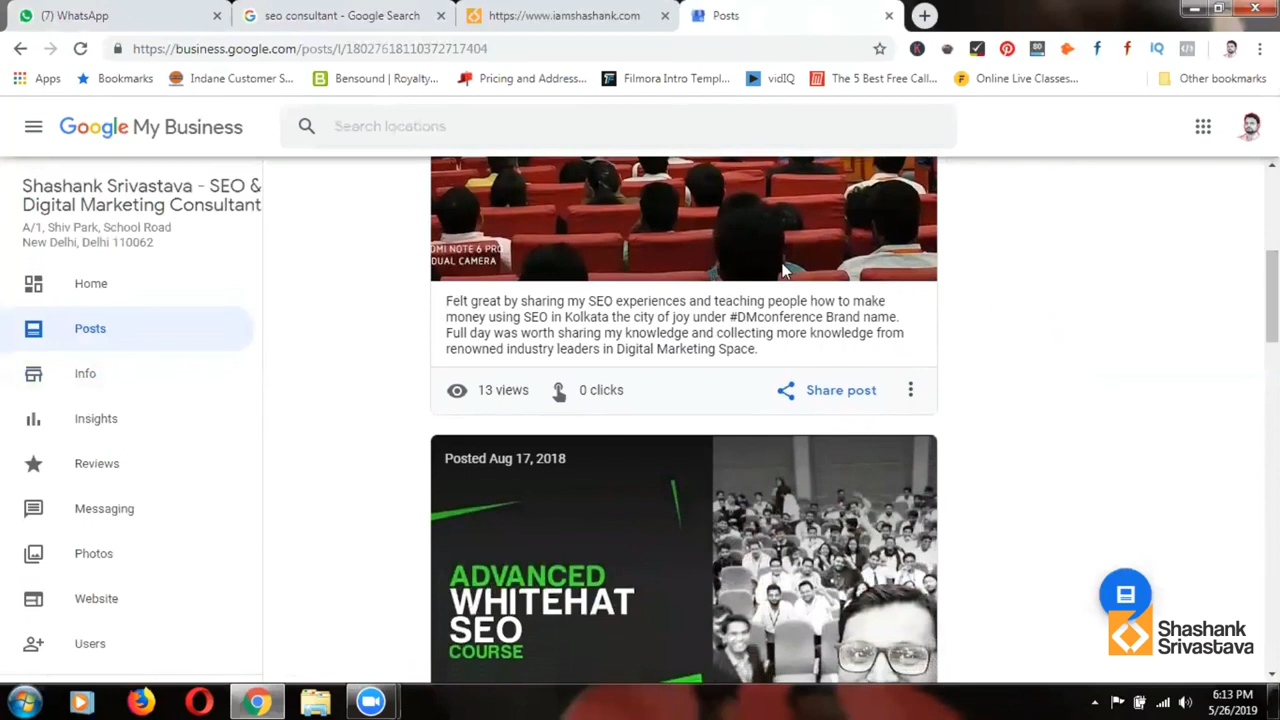 (7) WhatsApp
seo consultant - Google Search
https://www.iamshashank.com
Posts
https://business.google.com/posts/l/18027618110372717404
Apps
Bookmarks
Indane Customer S...
Bensound | Royalty...
Pricing and Address...
Filmora Intro Templ...
vidIQ
The 5 Best Free Call...
Online Live Classes...
Other bookmarks
Google My Business
Search locations
Shashank Srivastava - SEO &
Digital Marketing Consultant
A/1, Shiv Park, School Road
New Delhi, Delhi 110062
Home
Posts
Info
Insights
Reviews
Messaging
Photos
Website
Users
DUAL CAMERA
Felt great by sharing my SEO experiences and teaching people how to make
money using SEO in Kolkata the city of joy under #DMconference Brand name.
Full day was worth sharing my knowledge and collecting more knowledge from
renowned industry leaders in Digital Marketing Space.
13 views
0 clicks
Share post
Posted Aug 17, 2018
ADVANCED
WHITEHAT
SEO
COURSE
Shashank
Srivastava
6:13 PM
5/26/2019